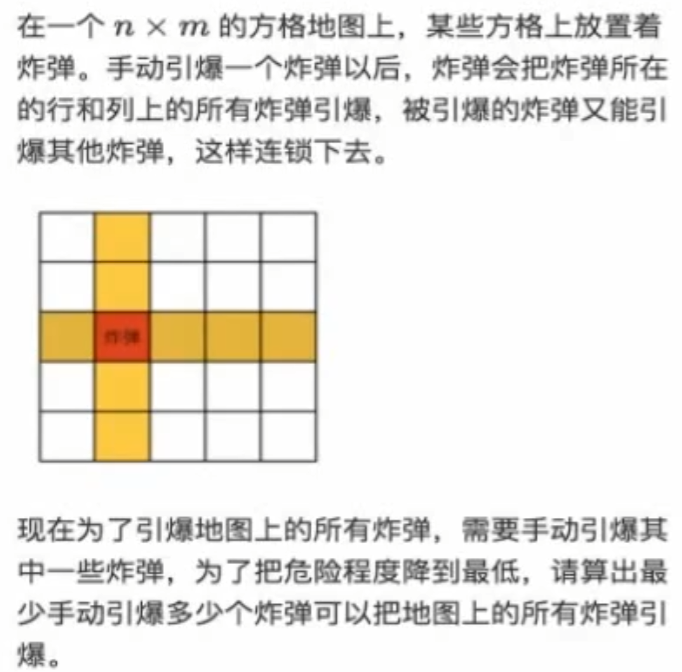 在一个 n × m 的方格地图上，某些方格上放置着
炸弹。手动引爆一个炸弹以后，炸弹会把炸弹所在
的行和列上的所有炸弹引爆，被引爆的炸弹又能引
爆其他炸弹，这样连锁下去。
炸弹
现在为了引爆地图上的所有炸弹，需要手动引爆其
中一些炸弹，为了把危险程度降到最低，请算出最
少手动引爆多少个炸弹可以把地图上的所有炸弹引
爆。